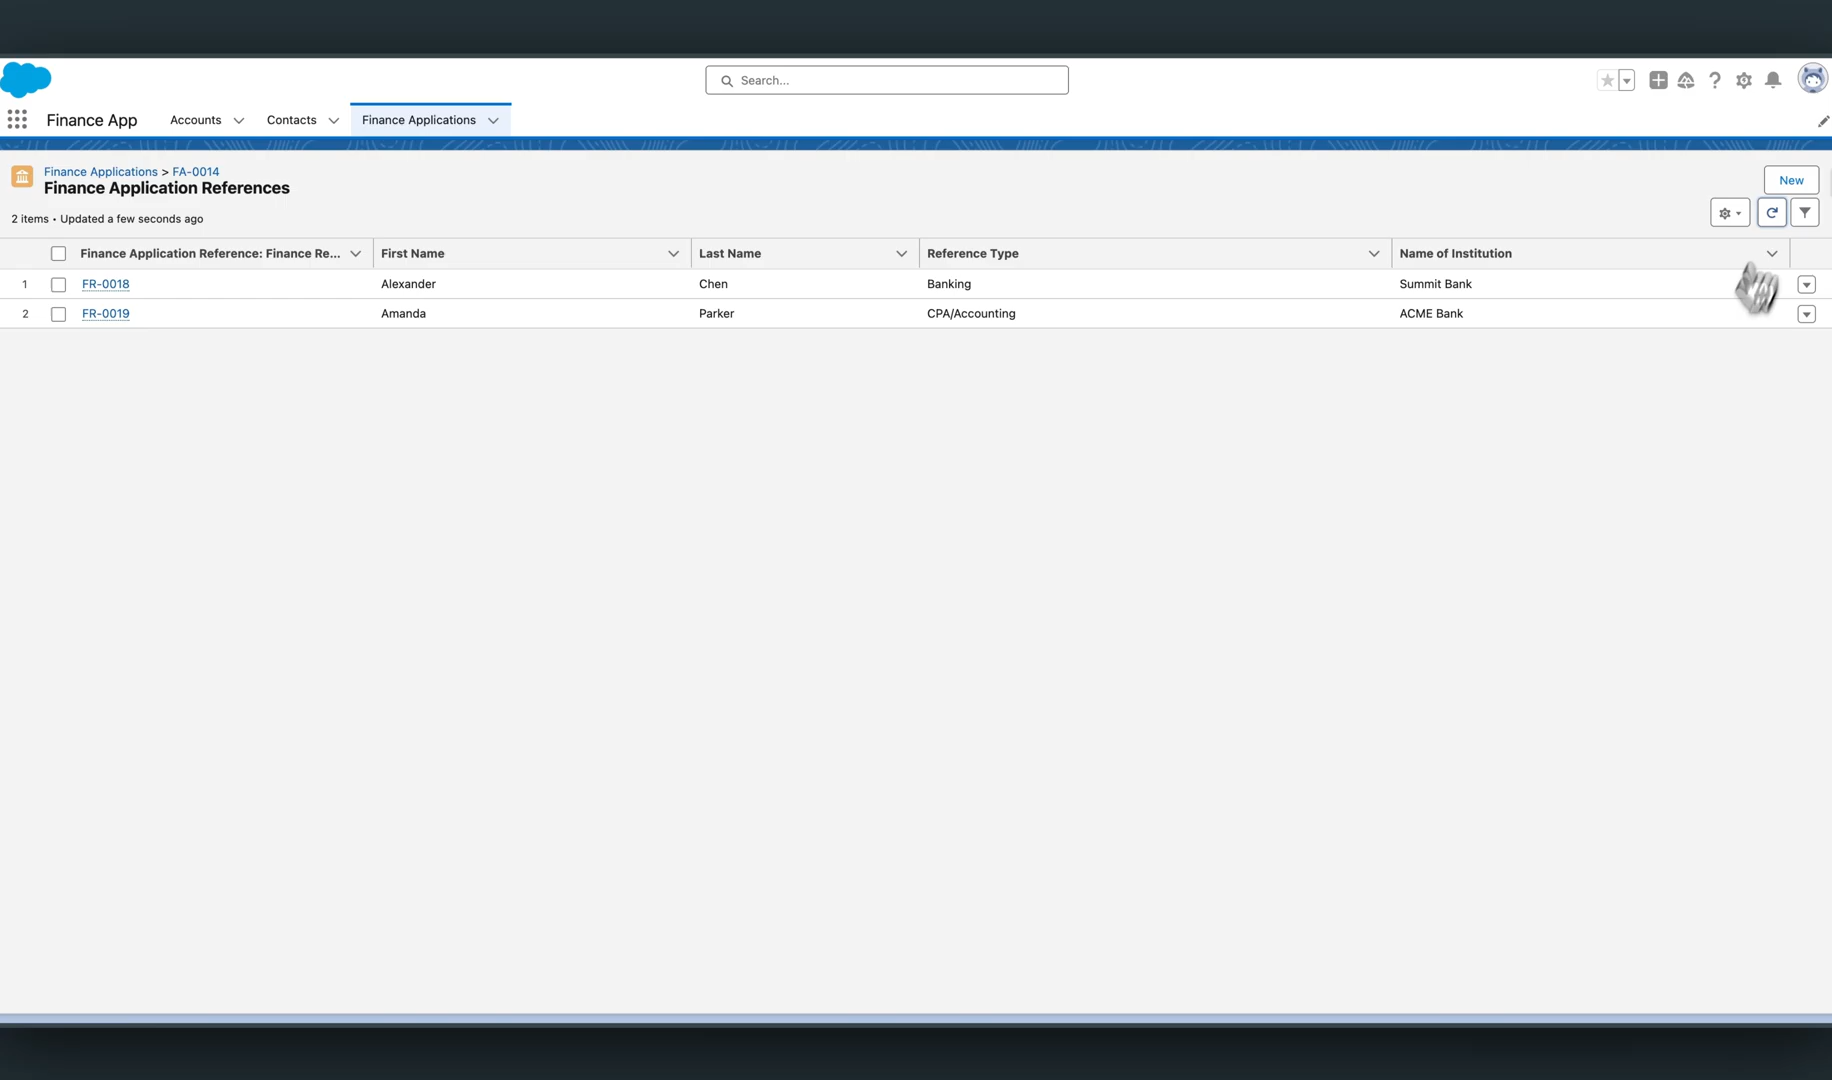 Search...
Finance App
Accounts
Contacts
Finance Applications
Finance Applications > FA-0014
Finance Application References
New
2 items • Updated a few seconds ago
Finance Application Reference: Finance Re...
First Name
Last Name
Reference Type
Name of Institution
1
FR-0018
Alexander
Chen
Banking
Summit Bank
2
FR-0019
Amanda
Parker
CPA/Accounting
ACME Bank